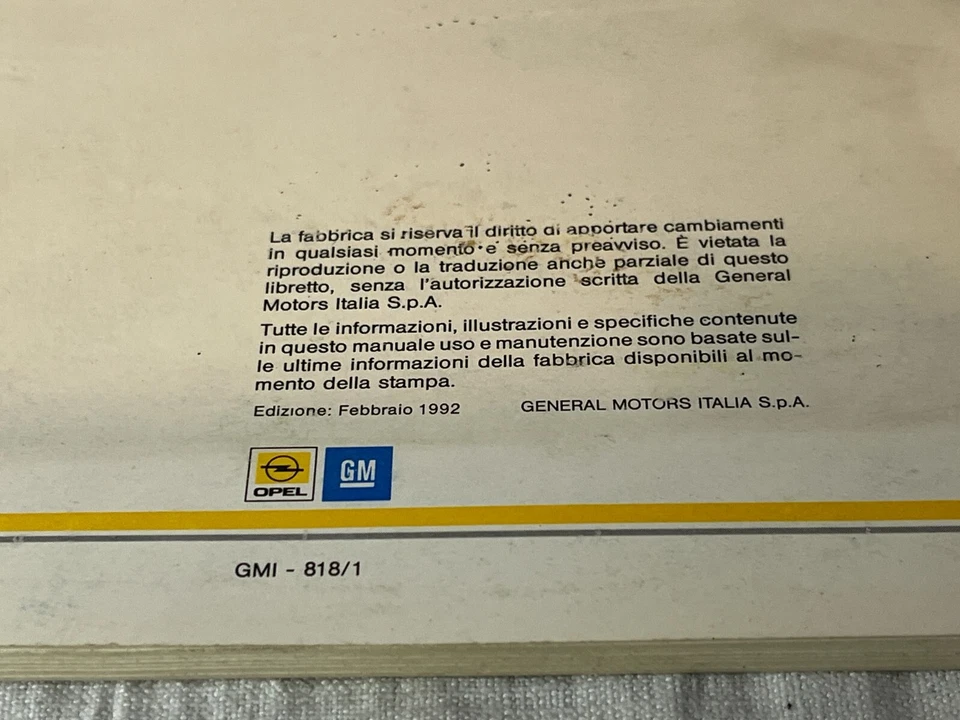 La fabbrica si riserva il diritto di apportare cambiamenti
in qualsiasi momento e senza preavviso. È vietata la
riproduzione o la traduzione anche parziale di questo
libretto, senza l'autorizzazione scritta della General
Motors Italia S.p.A.
Tutte le informazioni, illustrazioni e specifiche contenute
in questo manuale uso e manutenzione sono basate sul-
le ultime informazioni della fabbrica disponibili al mo-
mento della stampa.
Edizione: Febbraio 1992 GENERAL MOTORS ITALIA S.p.A.
OPEL GM
GMI - 818/1